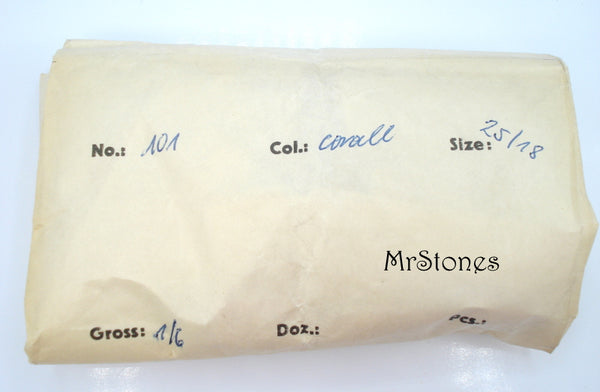 No.: 101 Col.: corall Size: 25/18
MrStones
Gross: 1/6 Doz.: Pcs.: